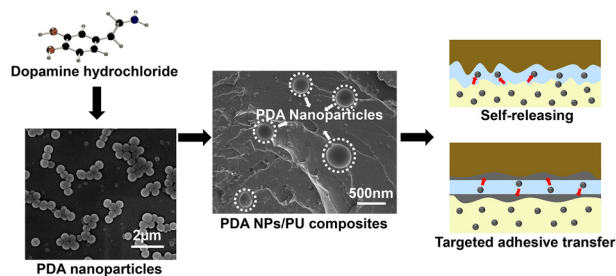 Dopamine hydrochloride
2μm
PDA nanoparticles
PDA Nanoparticles
500nm
PDA NPs/PU composites
Self-releasing
Targeted adhesive transfer